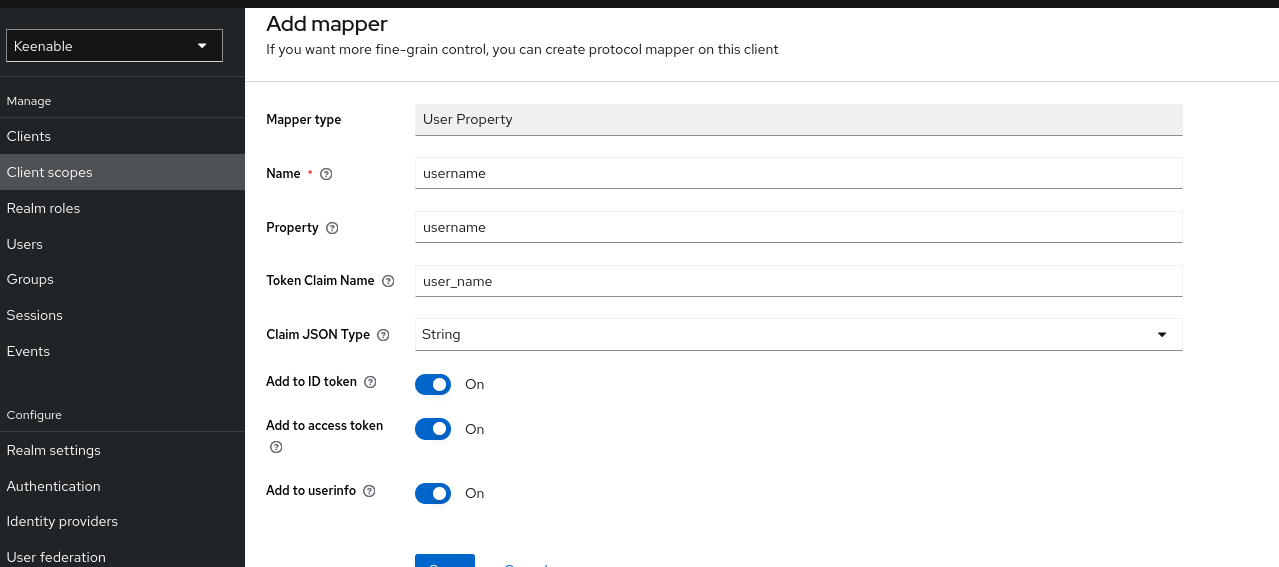 Keenable
Manage
Clients
Client scopes
Realm roles
Users
Groups
Sessions
Events
Configure
Realm settings
Authentication
Identity providers
User federation
Add mapper
If you want more fine-grain control, you can create protocol mapper on this client
Mapper type
User Property
Name *
username
Property
username
Token Claim Name
user_name
Claim JSON Type
String
Add to ID token
On
Add to access token
On
Add to userinfo
On